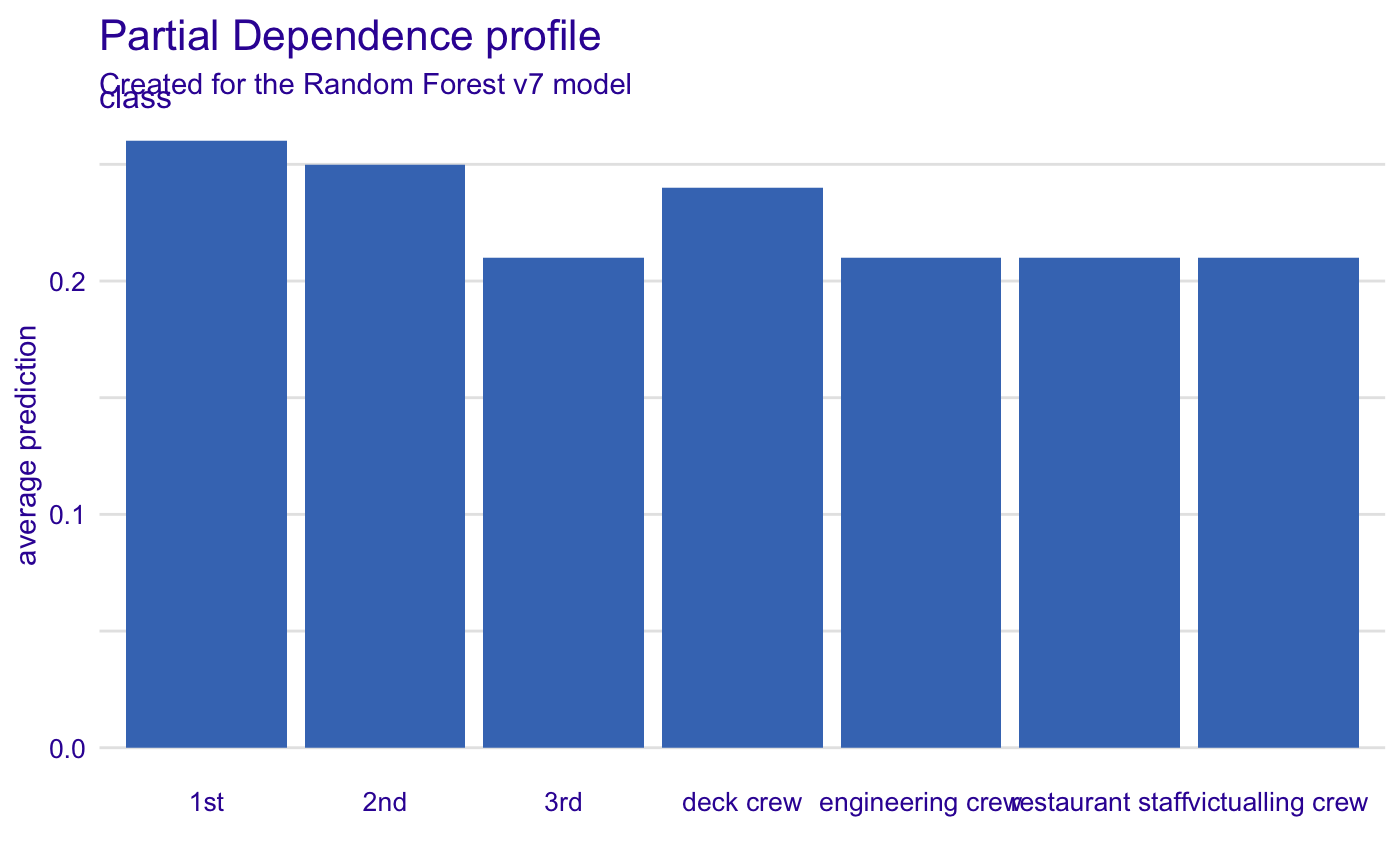 Partial Dependence profile
Created for the Random Forest v7 model
class
average prediction
0.2
0.1
0.0
1st 2nd 3rd deck crew engineering crew restaurant staff victualling crew